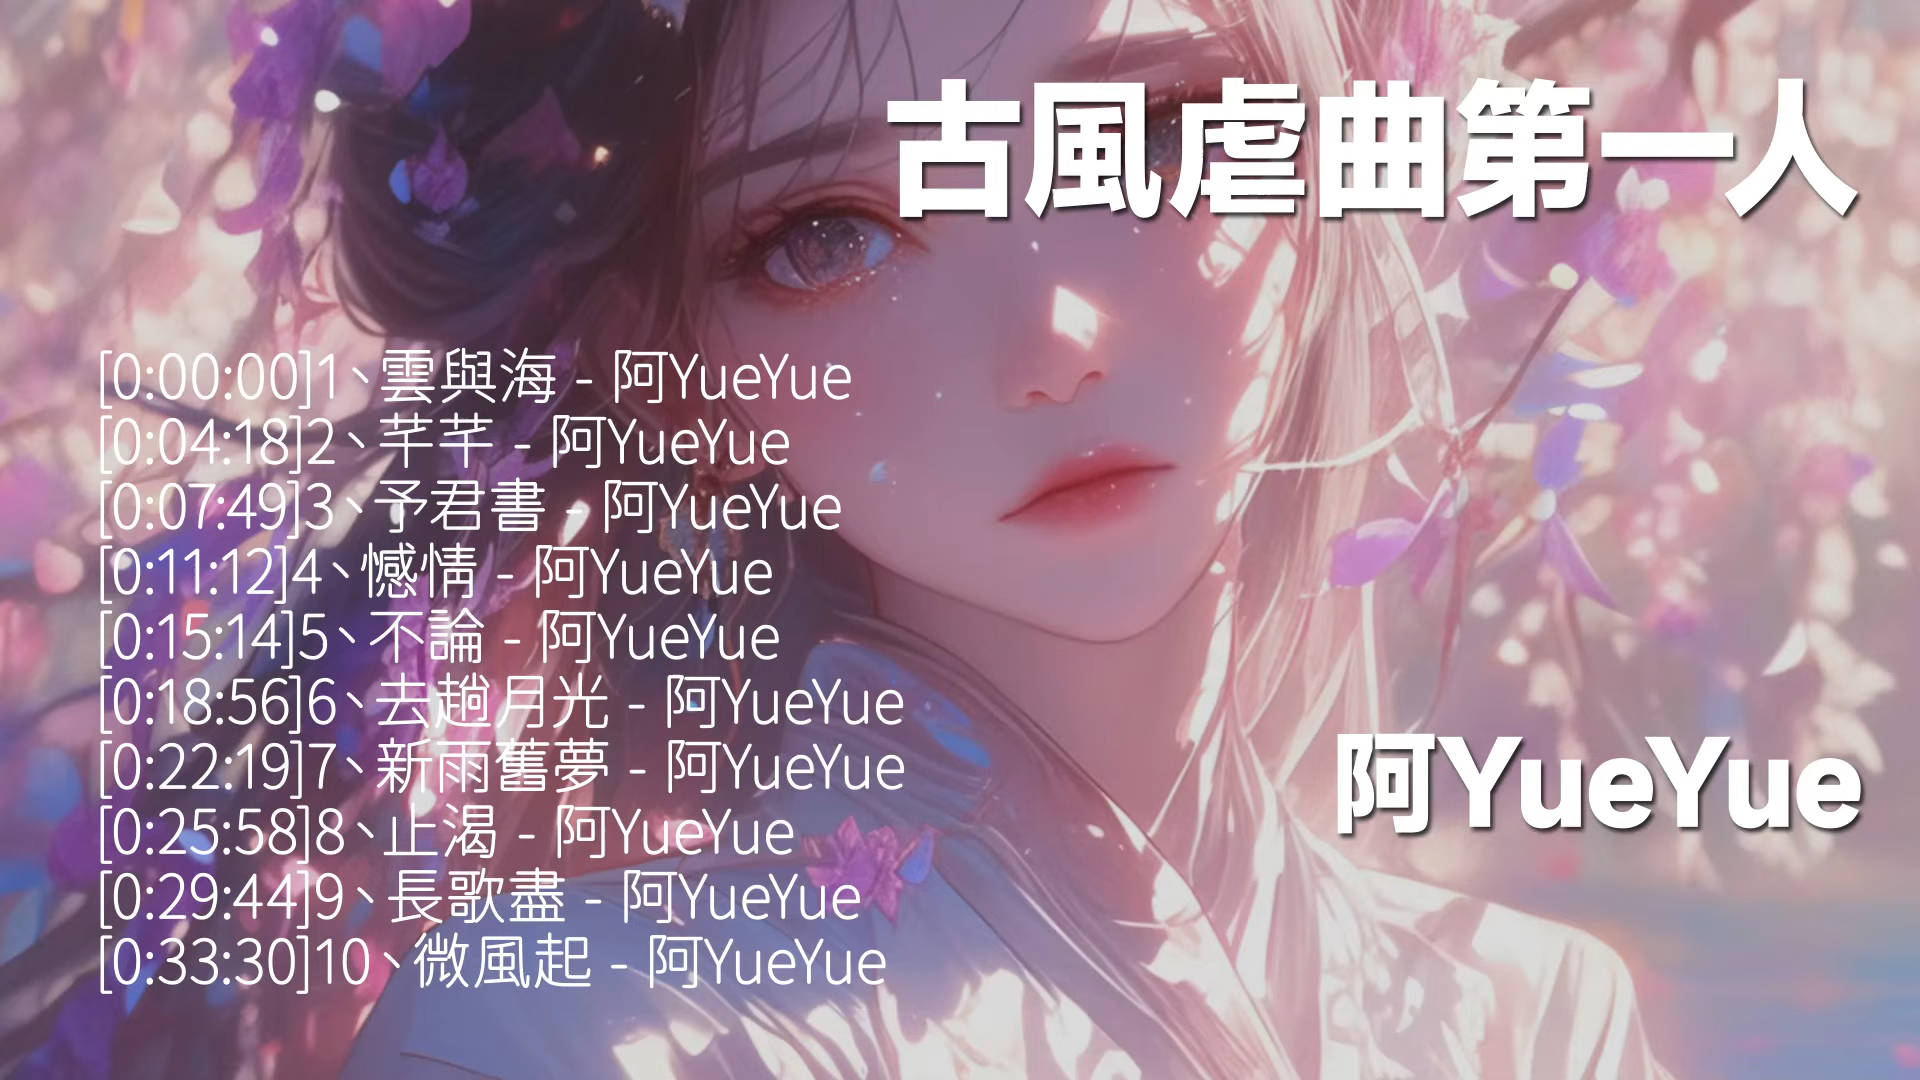 古風虐曲第一人
[0:00:00]1、雲與海 - 阿YueYue
[0:04:18]2、芊芊 - 阿YueYue
[0:07:49]3、予君書 - 阿YueYue
[0:11:12]4、憾情 - 阿YueYue
[0:15:14]5、不論 - 阿YueYue
[0:18:56]6、去趟月光 - 阿YueYue
[0:22:19]7、新雨舊夢 - 阿YueYue
[0:25:58]8、止渴 - 阿YueYue
[0:29:44]9、長歌盡 - 阿YueYue
[0:33:30]10、微風起 - 阿YueYue
阿YueYue